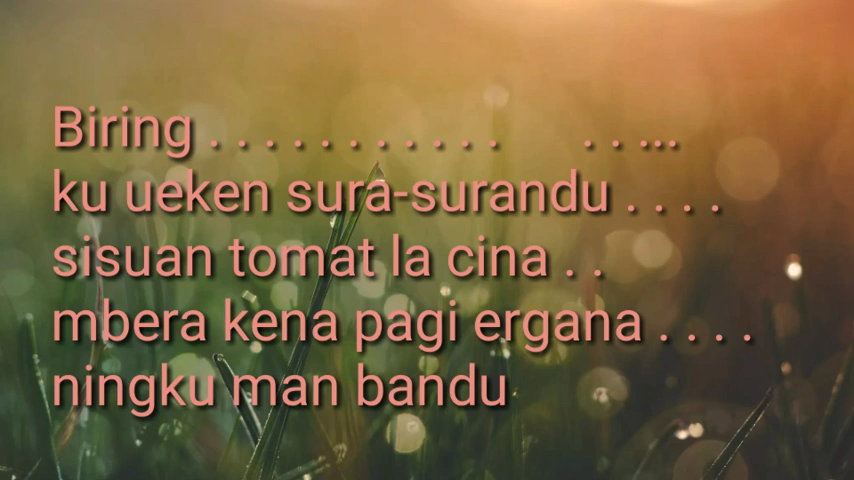 Biring . . . . . . . . . . . . . .....
ku ueken sura-surandu . . . .
sisuan tomat la cina . .
mbera kena pagi ergana . . . .
ningku man bandu